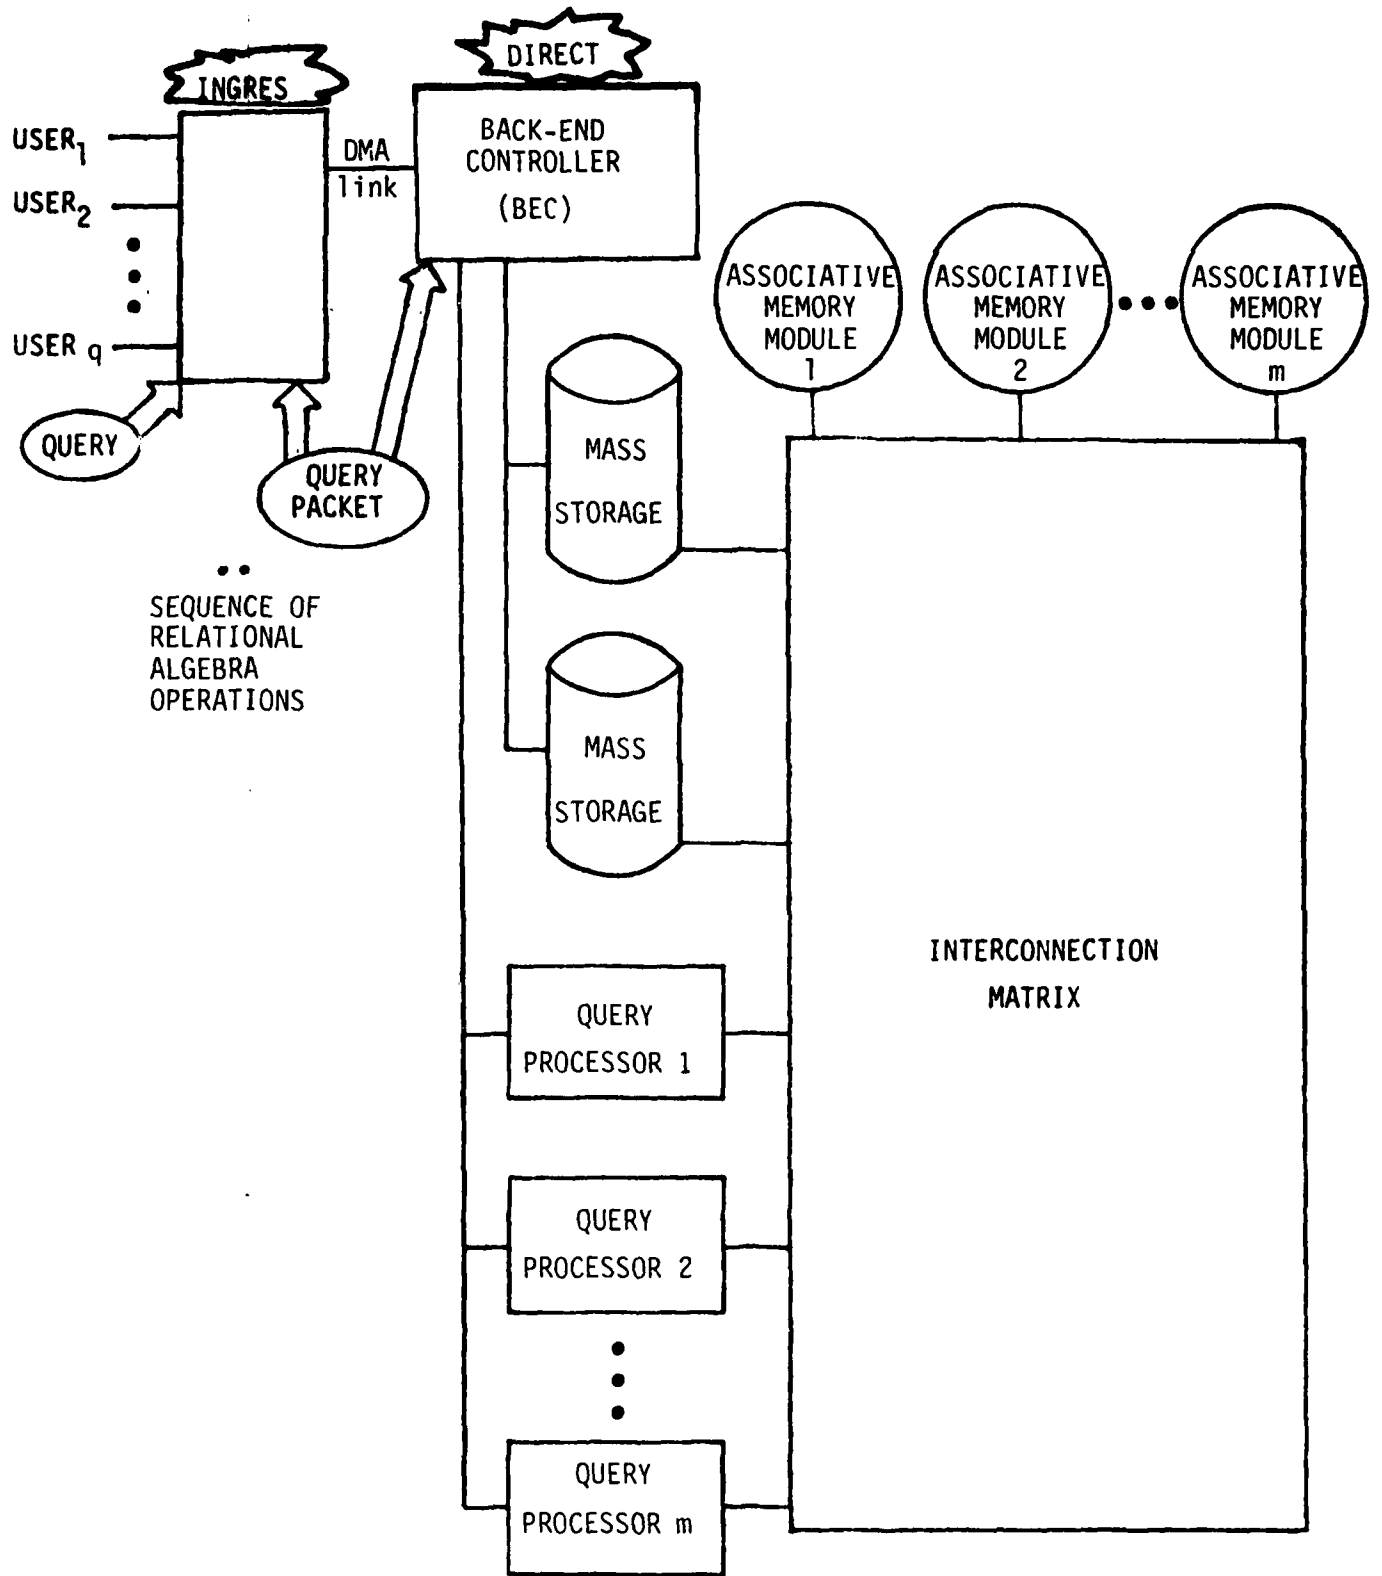 DIRECT
INGRES
USER1
USER2
USER q
DMA
link
BACK-END
CONTROLLER
(BEC)
QUERY
QUERY
PACKET
SEQUENCE OF
RELATIONAL
ALGEBRA
OPERATIONS
ASSOCIATIVE
MEMORY
MODULE
1
ASSOCIATIVE
MEMORY
MODULE
2
ASSOCIATIVE
MEMORY
MODULE
m
MASS
STORAGE
MASS
STORAGE
INTERCONNECTION
MATRIX
QUERY
PROCESSOR 1
QUERY
PROCESSOR 2
QUERY
PROCESSOR m